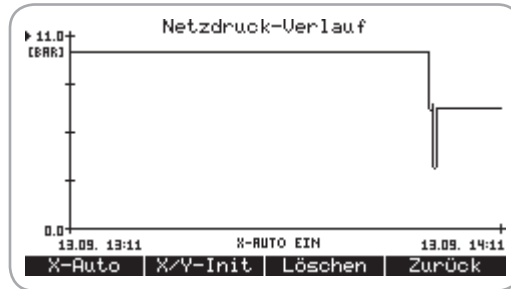 Netzdruck-Verlauf
11.0
[BAR]
0.0
13.09. 13:11 X-AUTO EIN 13.09. 14:11
X-Auto X/Y-Init Löschen Zurück